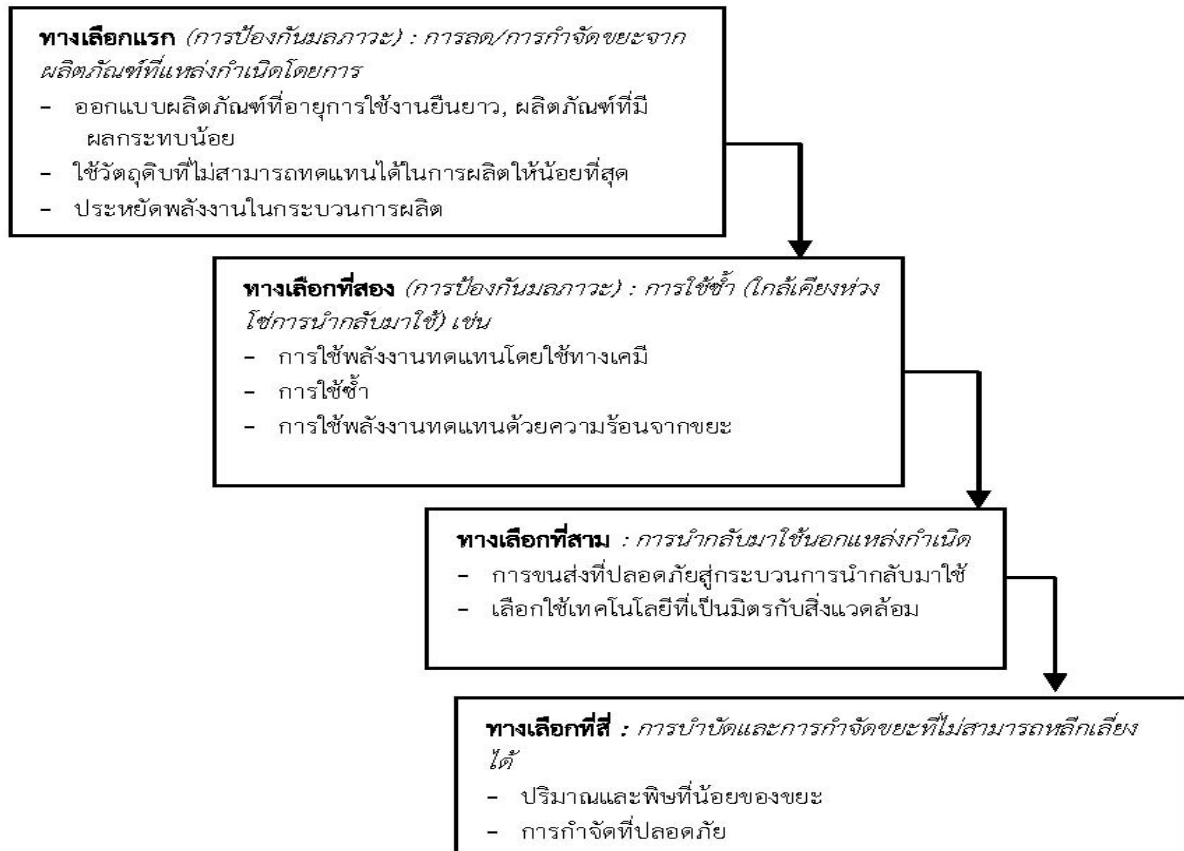 ทางเลือกแรก (การป้องกันมลภาวะ) : การลด/การกำจัดขยะจาก
ผลิตภัณฑ์ที่แหล่งกำเนิดโดยการ
- ออกแบบผลิตภัณฑ์ที่อายุการใช้งานยืนยาว, ผลิตภัณฑ์ที่มี
ผลกระทบน้อย
- ใช้วัตถุดิบที่ไม่สามารถทดแทนได้ในการผลิตให้น้อยที่สุด
- ประหยัดพลังงานในกระบวนการผลิต
ทางเลือกที่สอง (การป้องกันมลภาวะ) : การใช้ซ้ำ (ใกล้เคียงห่วง
โซ่การนำกลับมาใช้) เช่น
- การใช้พลังงานทดแทนโดยใช้ทางเคมี
- การใช้ซ้ำ
- การใช้พลังงานทดแทนด้วยความร้อนจากขยะ
ทางเลือกที่สาม : การนำกลับมาใช้นอกแหล่งกำเนิด
- การขนส่งที่ปลอดภัยสู่กระบวนการนำกลับมาใช้
- เลือกใช้เทคโนโลยีที่เป็นมิตรกับสิ่งแวดล้อม
ทางเลือกที่สี่ : การบำบัดและการกำจัดขยะที่ไม่สามารถหลีกเลี่ยง
ได้
- ปริมาณและพิษที่น้อยของขยะ
- การกำจัดที่ปลอดภัย